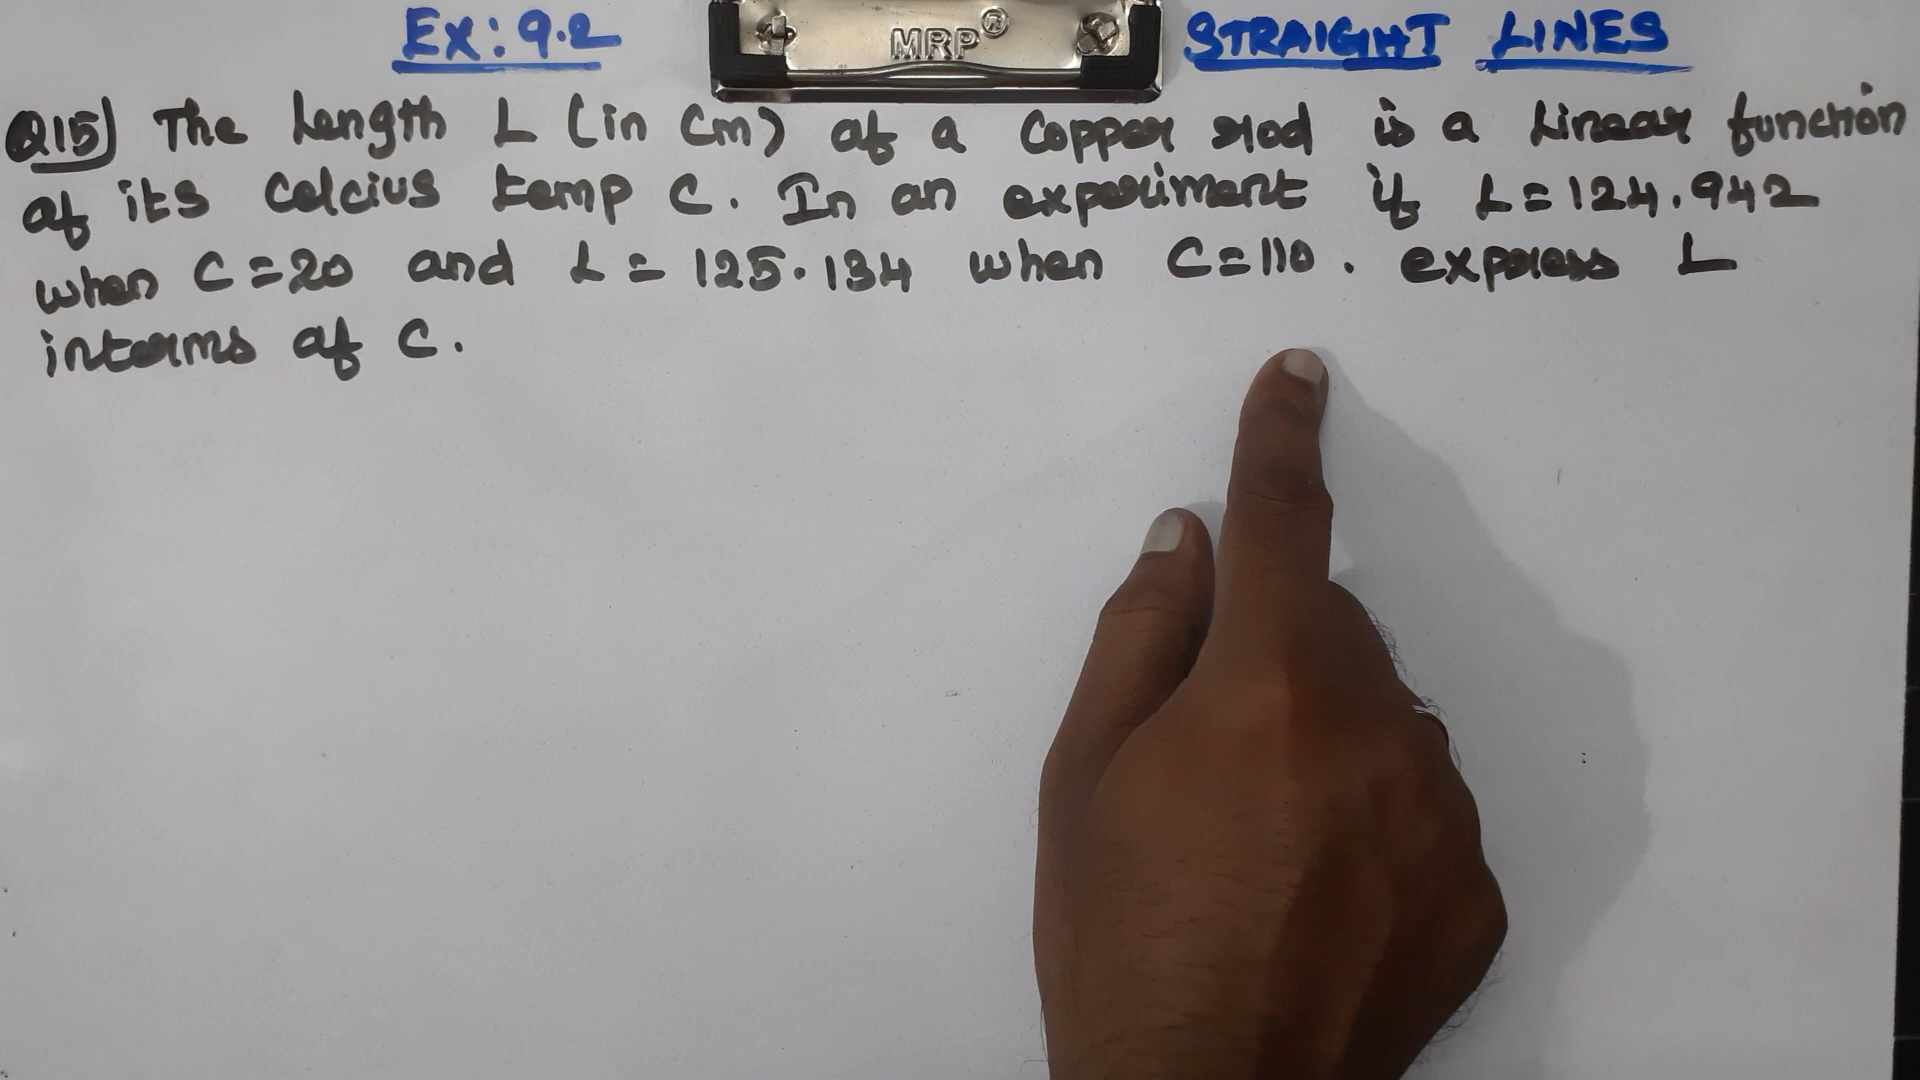 Ex: 9.2
MRP®
STRAIGHT LINES
Q15) The Length L (in Cm) of a Copper rod is a Linear function
of its Celcius temp C. In an experiment if L = 124.942
when C = 20 and L = 125.134 when C = 110. express L
interms of C.